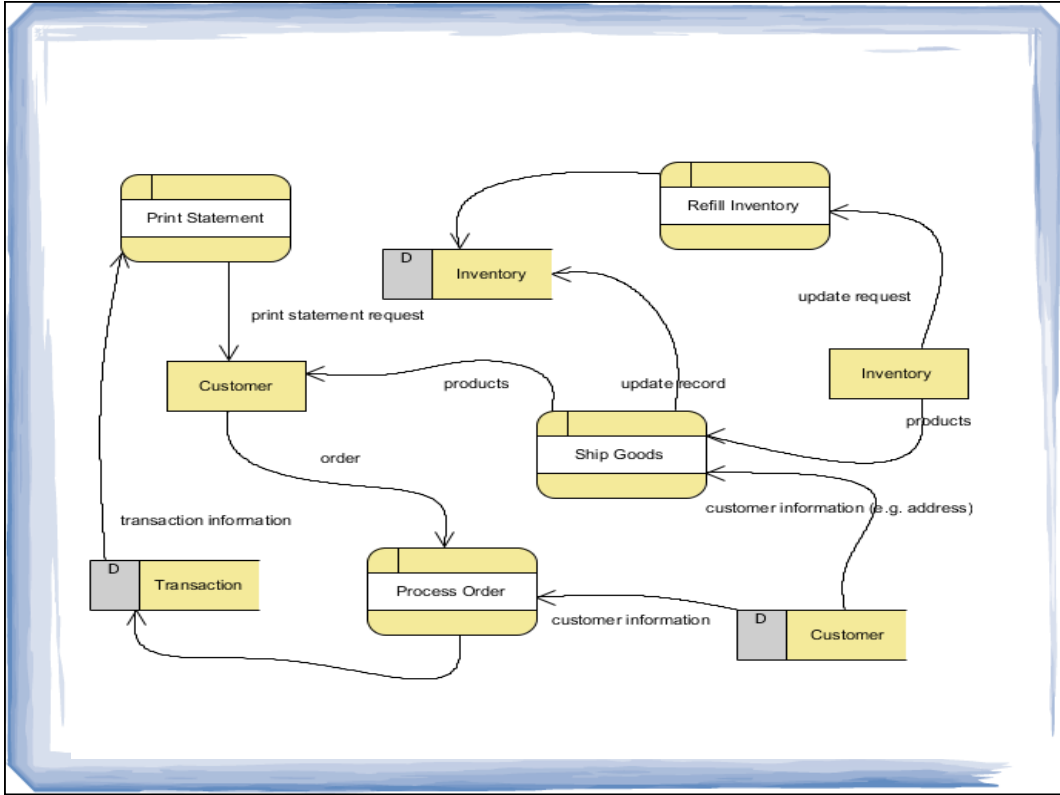 Print Statement
Refill Inventory
D
Inventory
update request
print statement request
Customer
products
update record
Inventory
products
order
Ship Goods
customer information (e.g. address)
transaction information
D
Transaction
Process Order
customer information
D
Customer